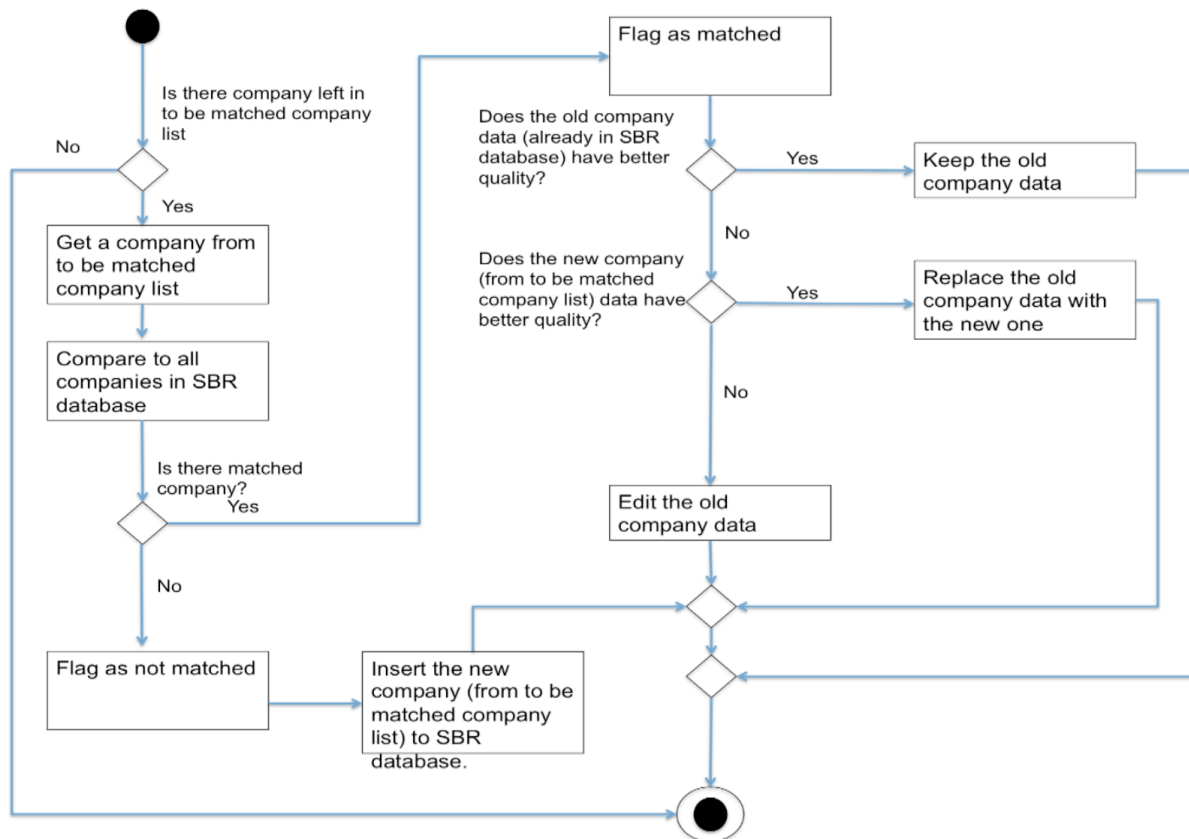 Is there company left in
to be matched company
list
No
Yes
Get a company from
to be matched
company list
Compare to all
companies in SBR
database
Is there matched
company?
Yes
No
Flag as not matched
Insert the new
company (from to be
matched company
list) to SBR
database.
Flag as matched
Does the old company
data (already in SBR
database) have better
quality?
Yes
Keep the old
company data
No
Does the new company
(from to be matched
company list) data have
better quality?
Yes
Replace the old
company data with
the new one
No
Edit the old
company data